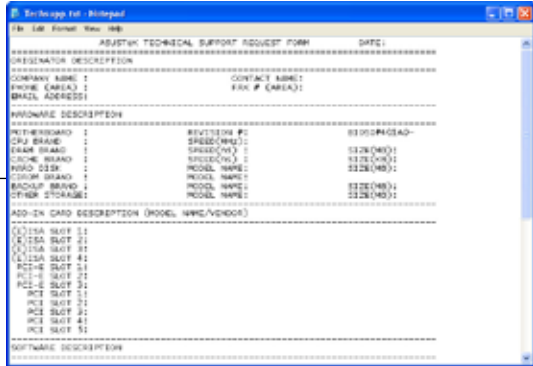 Techsupp.txt - Notepad
File Edit Format View Help
ASUSTeK TECHNICAL SUPPORT REQUEST FORM DATE:
ORIGINATOR DESCRIPTION
COMPANY NAME : CONTACT NAME:
PHONE (AREA) : FAX # (AREA):
EMAIL ADDRESS:
HARDWARE DESCRIPTION
MOTHERBOARD : REVISION #:
CPU BRAND : SPEED(MHz):
DRAM BRAND : SPEED(ns) : SIZE(MB):
CACHE BRAND : SPEED(ns) : SIZE(KB):
HARD DISK : MODEL NAME: SIZE(MB):
CDROM BRAND : MODEL NAME:
BACKUP BRAND : MODEL NAME: SIZE(MB):
OTHER STORAGE: MODEL NAME: SIZE(MB):
ADD-IN CARD DESCRIPTION (MODEL NAME/VENDOR)
(E)ISA SLOT 1:
(E)ISA SLOT 2:
(E)ISA SLOT 3:
(E)ISA SLOT 4:
PCI-E SLOT 1:
PCI-E SLOT 2:
PCI-E SLOT 3:
PCI SLOT 1:
PCI SLOT 2:
PCI SLOT 3:
PCI SLOT 4:
PCI SLOT 5:
SOFTWARE DESCRIPTION